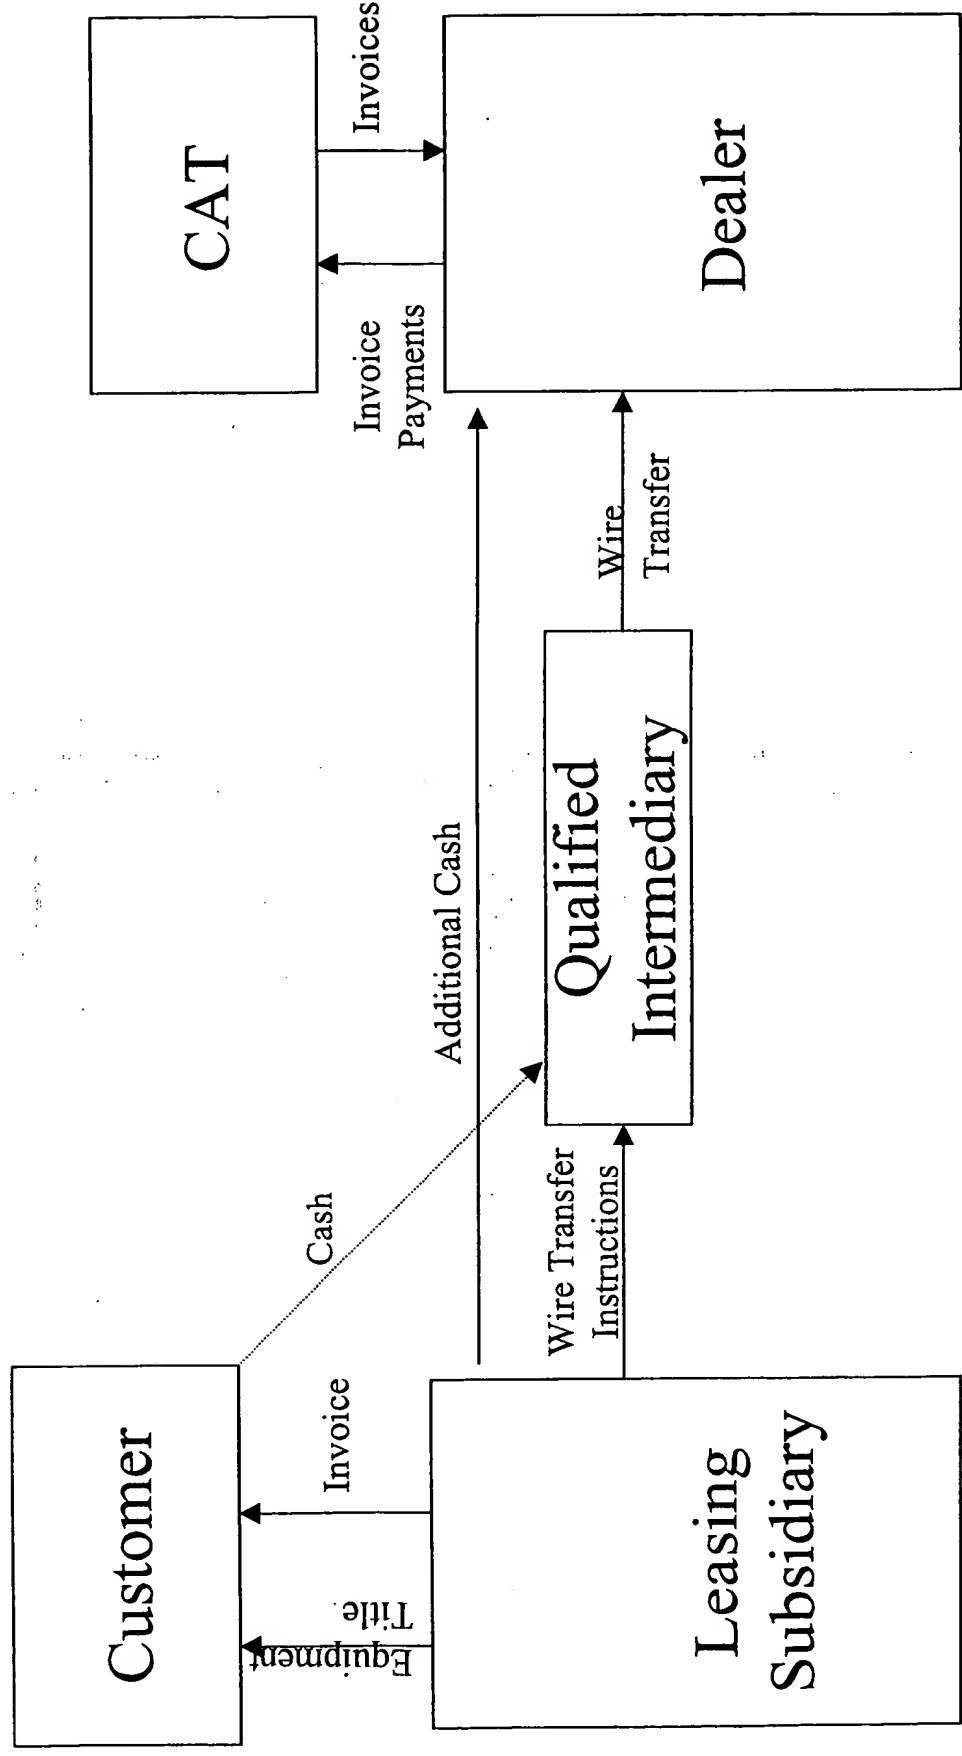 Customer
CAT
Invoice
Invoices
Equipment
Title
Cash
Invoice
Payments
Additional Cash
Leasing
Subsidiary
Wire Transfer
Instructions
Qualified
Intermediary
Wire
Transfer
Dealer